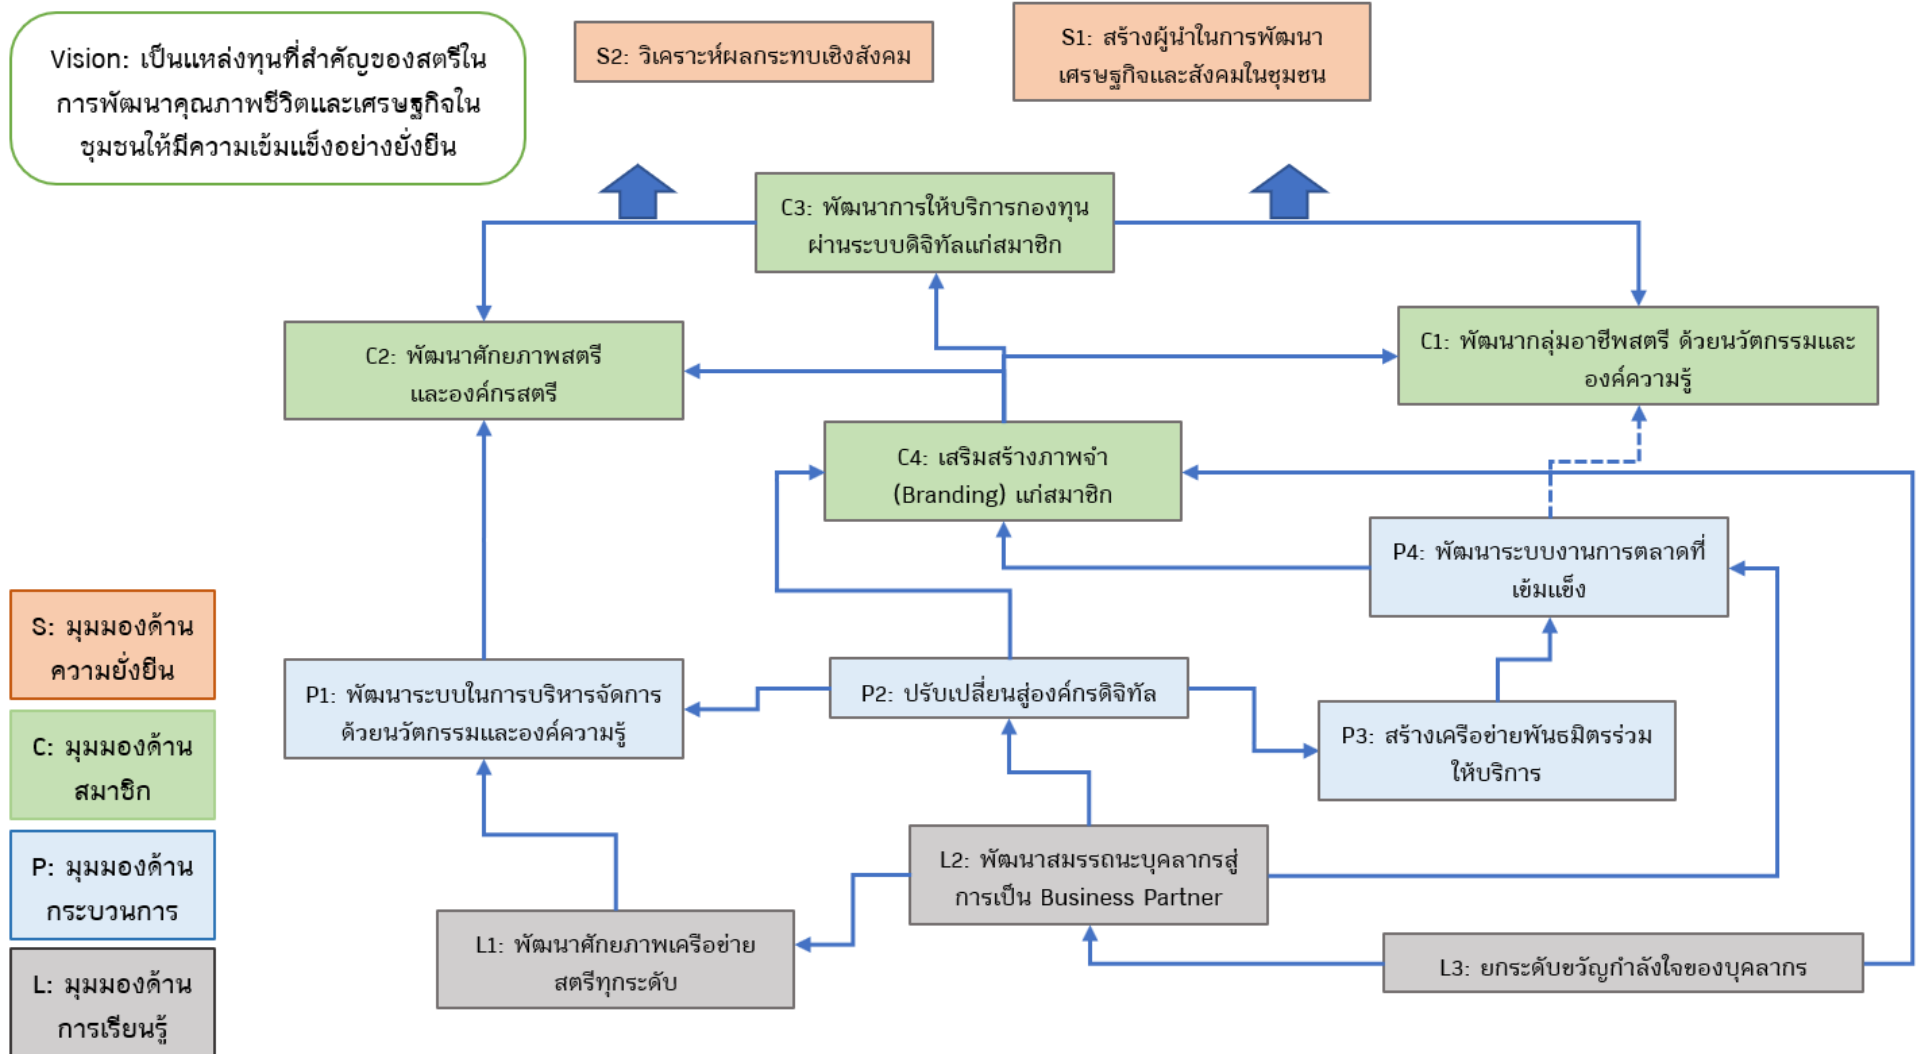 Vision: เป็นแหล่งทุนที่สำคัญของสตรีใน
การพัฒนาคุณภาพชีวิตและเศรษฐกิจใน
ชุมชนให้มีความเข้มแข็งอย่างยั่งยืน
S2: วิเคราะห์ผลกระทบเชิงสังคม
S1: สร้างผู้นำในการพัฒนา
เศรษฐกิจและสังคมในชุมชน
C3: พัฒนาการให้บริการกองทุน
ผ่านระบบดิจิทัลแก่สมาชิก
C2: พัฒนาศักยภาพสตรี
และองค์กรสตรี
C1: พัฒนากลุ่มอาชีพสตรี ด้วยนวัตกรรมและ
องค์ความรู้
C4: เสริมสร้างภาพจำ
(Branding) แก่สมาชิก
P4: พัฒนาระบบงานการตลาดที่
เข้มแข็ง
S: มุมมองด้าน
ความยั่งยืน
P1: พัฒนาระบบในการบริหารจัดการ
ด้วยนวัตกรรมและองค์ความรู้
P2: ปรับเปลี่ยนสู่องค์กรดิจิทัล
P3: สร้างเครือข่ายพันธมิตรร่วม
ให้บริการ
C: มุมมองด้าน
สมาชิก
P: มุมมองด้าน
กระบวนการ
L2: พัฒนาสมรรถนะบุคลากรสู่
การเป็น Business Partner
L1: พัฒนาศักยภาพเครือข่าย
สตรีทุกระดับ
L3: ยกระดับขวัญกำลังใจของบุคลากร
L: มุมมองด้าน
การเรียนรู้